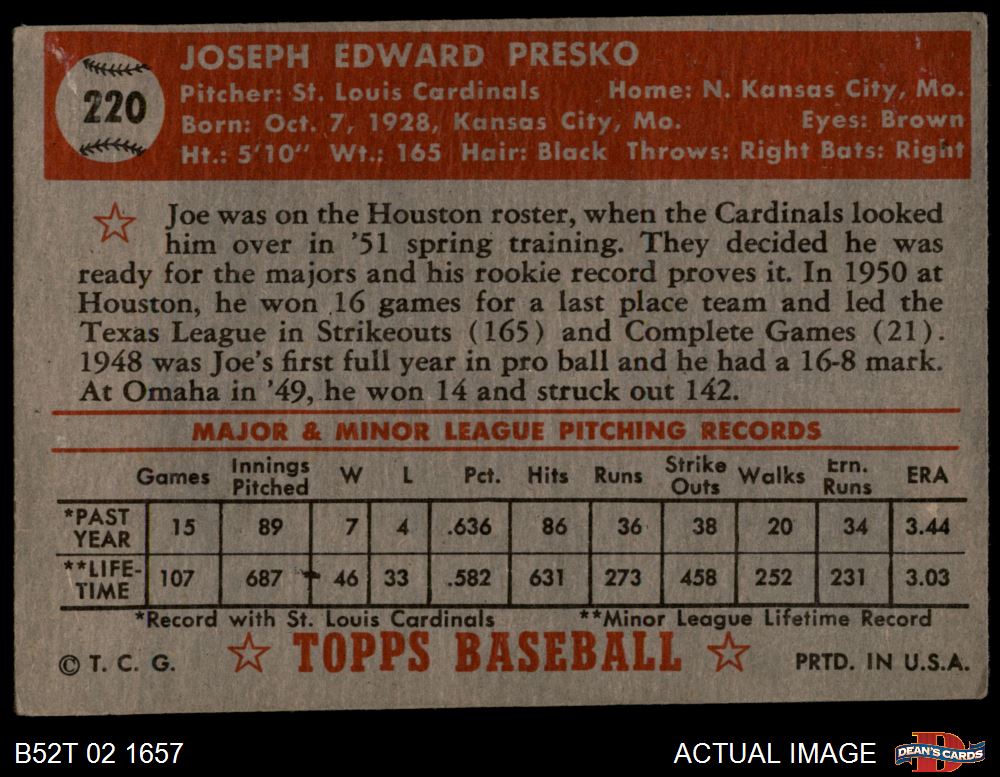 220
JOSEPH EDWARD PRESKO
Pitcher: St. Louis Cardinals Home: N. Kansas City, Mo.
Born: Oct. 7, 1928, Kansas City, Mo. Eyes: Brown
Ht.: 5'10" Wt.: 165 Hair: Black Throws: Right Bats: Right
Joe was on the Houston roster, when the Cardinals looked
him over in '51 spring training. They decided he was
ready for the majors and his rookie record proves it. In 1950 at
Houston, he won 16 games for a last place team and led the
Texas League in Strikeouts (165) and Complete Games (21).
1948 was Joe's first full year in pro ball and he had a 16-8 mark.
At Omaha in '49, he won 14 and struck out 142.
MAJOR & MINOR LEAGUE PITCHING RECORDS
Games Innings Pitched W L Pct. Hits Runs Strike Outs Walks Ern. Runs ERA
*PAST YEAR 15 89 7 4 .636 86 36 38 20 34 3.44
**LIFE-TIME 107 687 46 33 .582 631 273 458 252 231 3.03
*Record with St. Louis Cardinals **Minor League Lifetime Record
© T. C. G. TOPPS BASEBALL PRTD. IN U.S.A.
B52T 02 1657 ACTUAL IMAGE DEAN'S CARDS